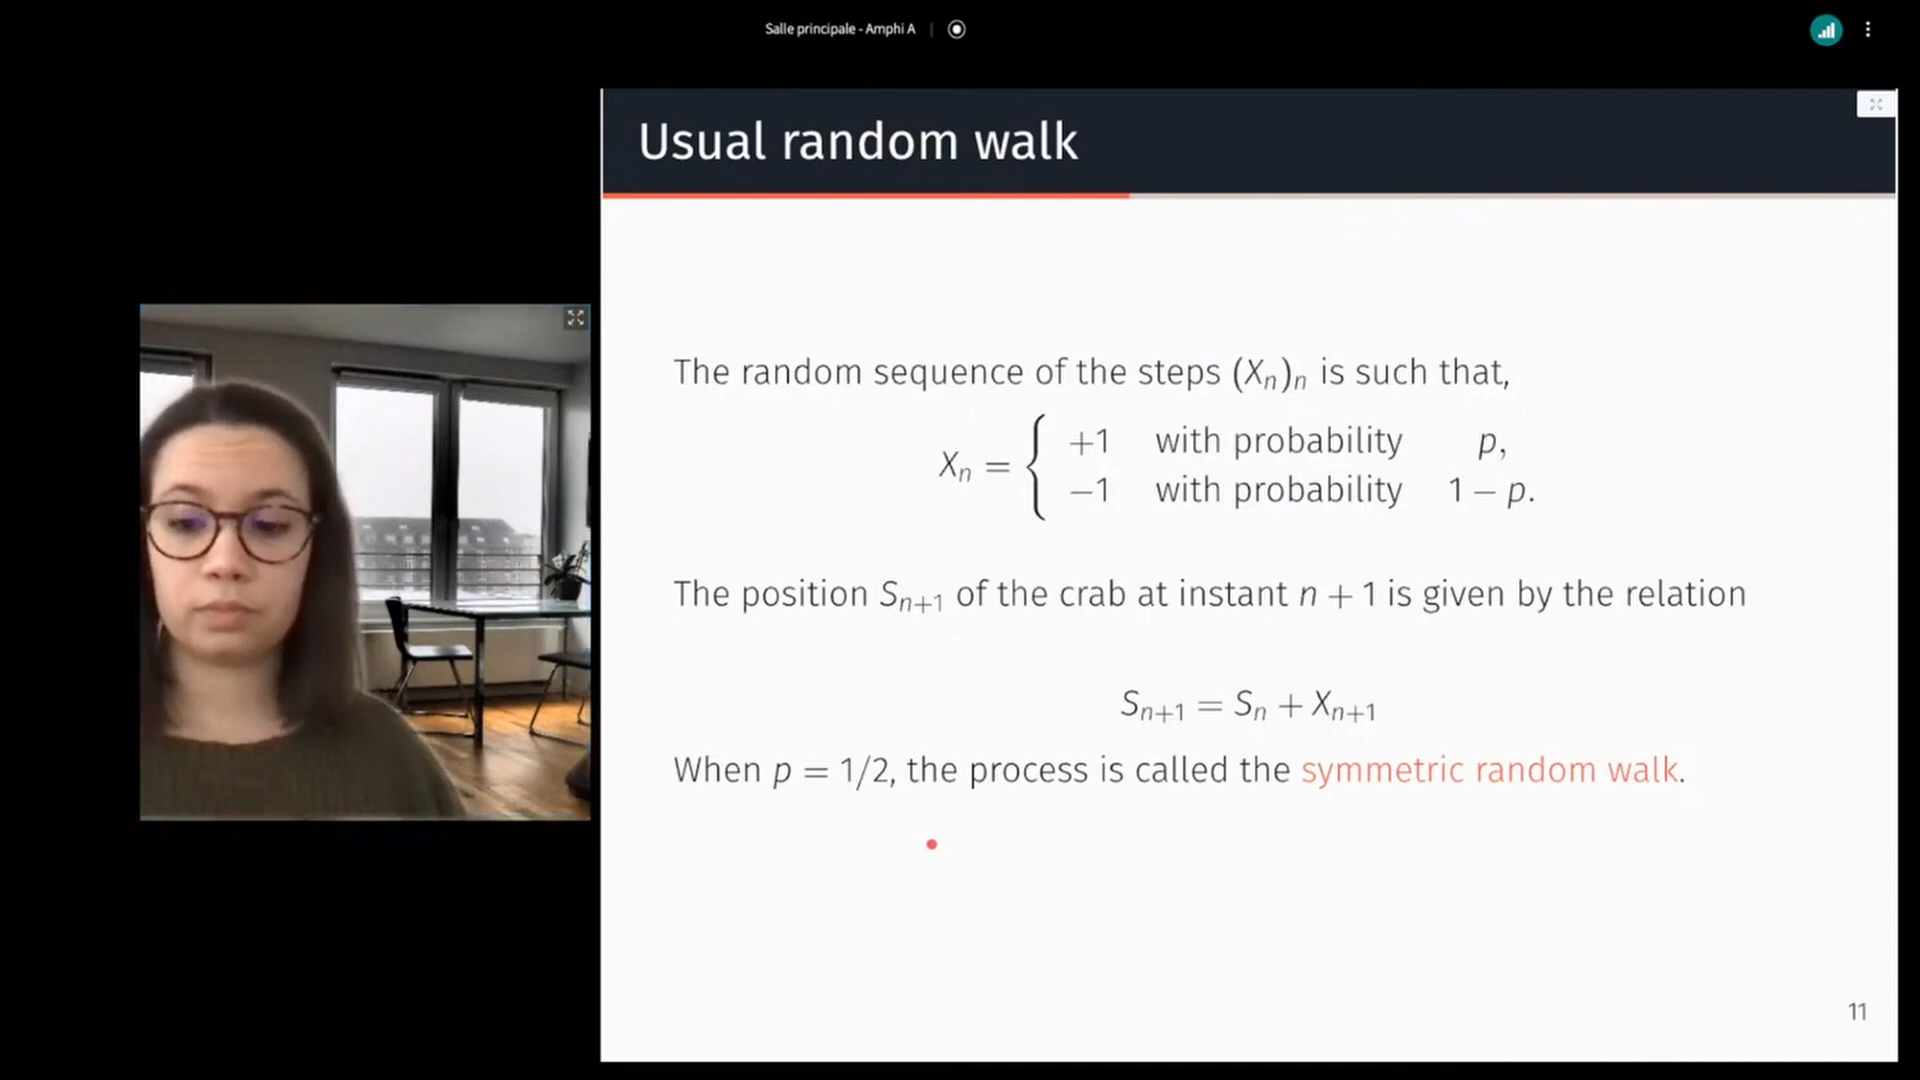 Salle principale - Amphi A
Usual random walk
The random sequence of the steps (Xₙ)ₙ is such that,
Xₙ = { +1 with probability p,
−1 with probability 1 − p.
The position Sₙ₊₁ of the crab at instant n + 1 is given by the relation
Sₙ₊₁ = Sₙ + Xₙ₊₁
When p = 1/2, the process is called the symmetric random walk.
11